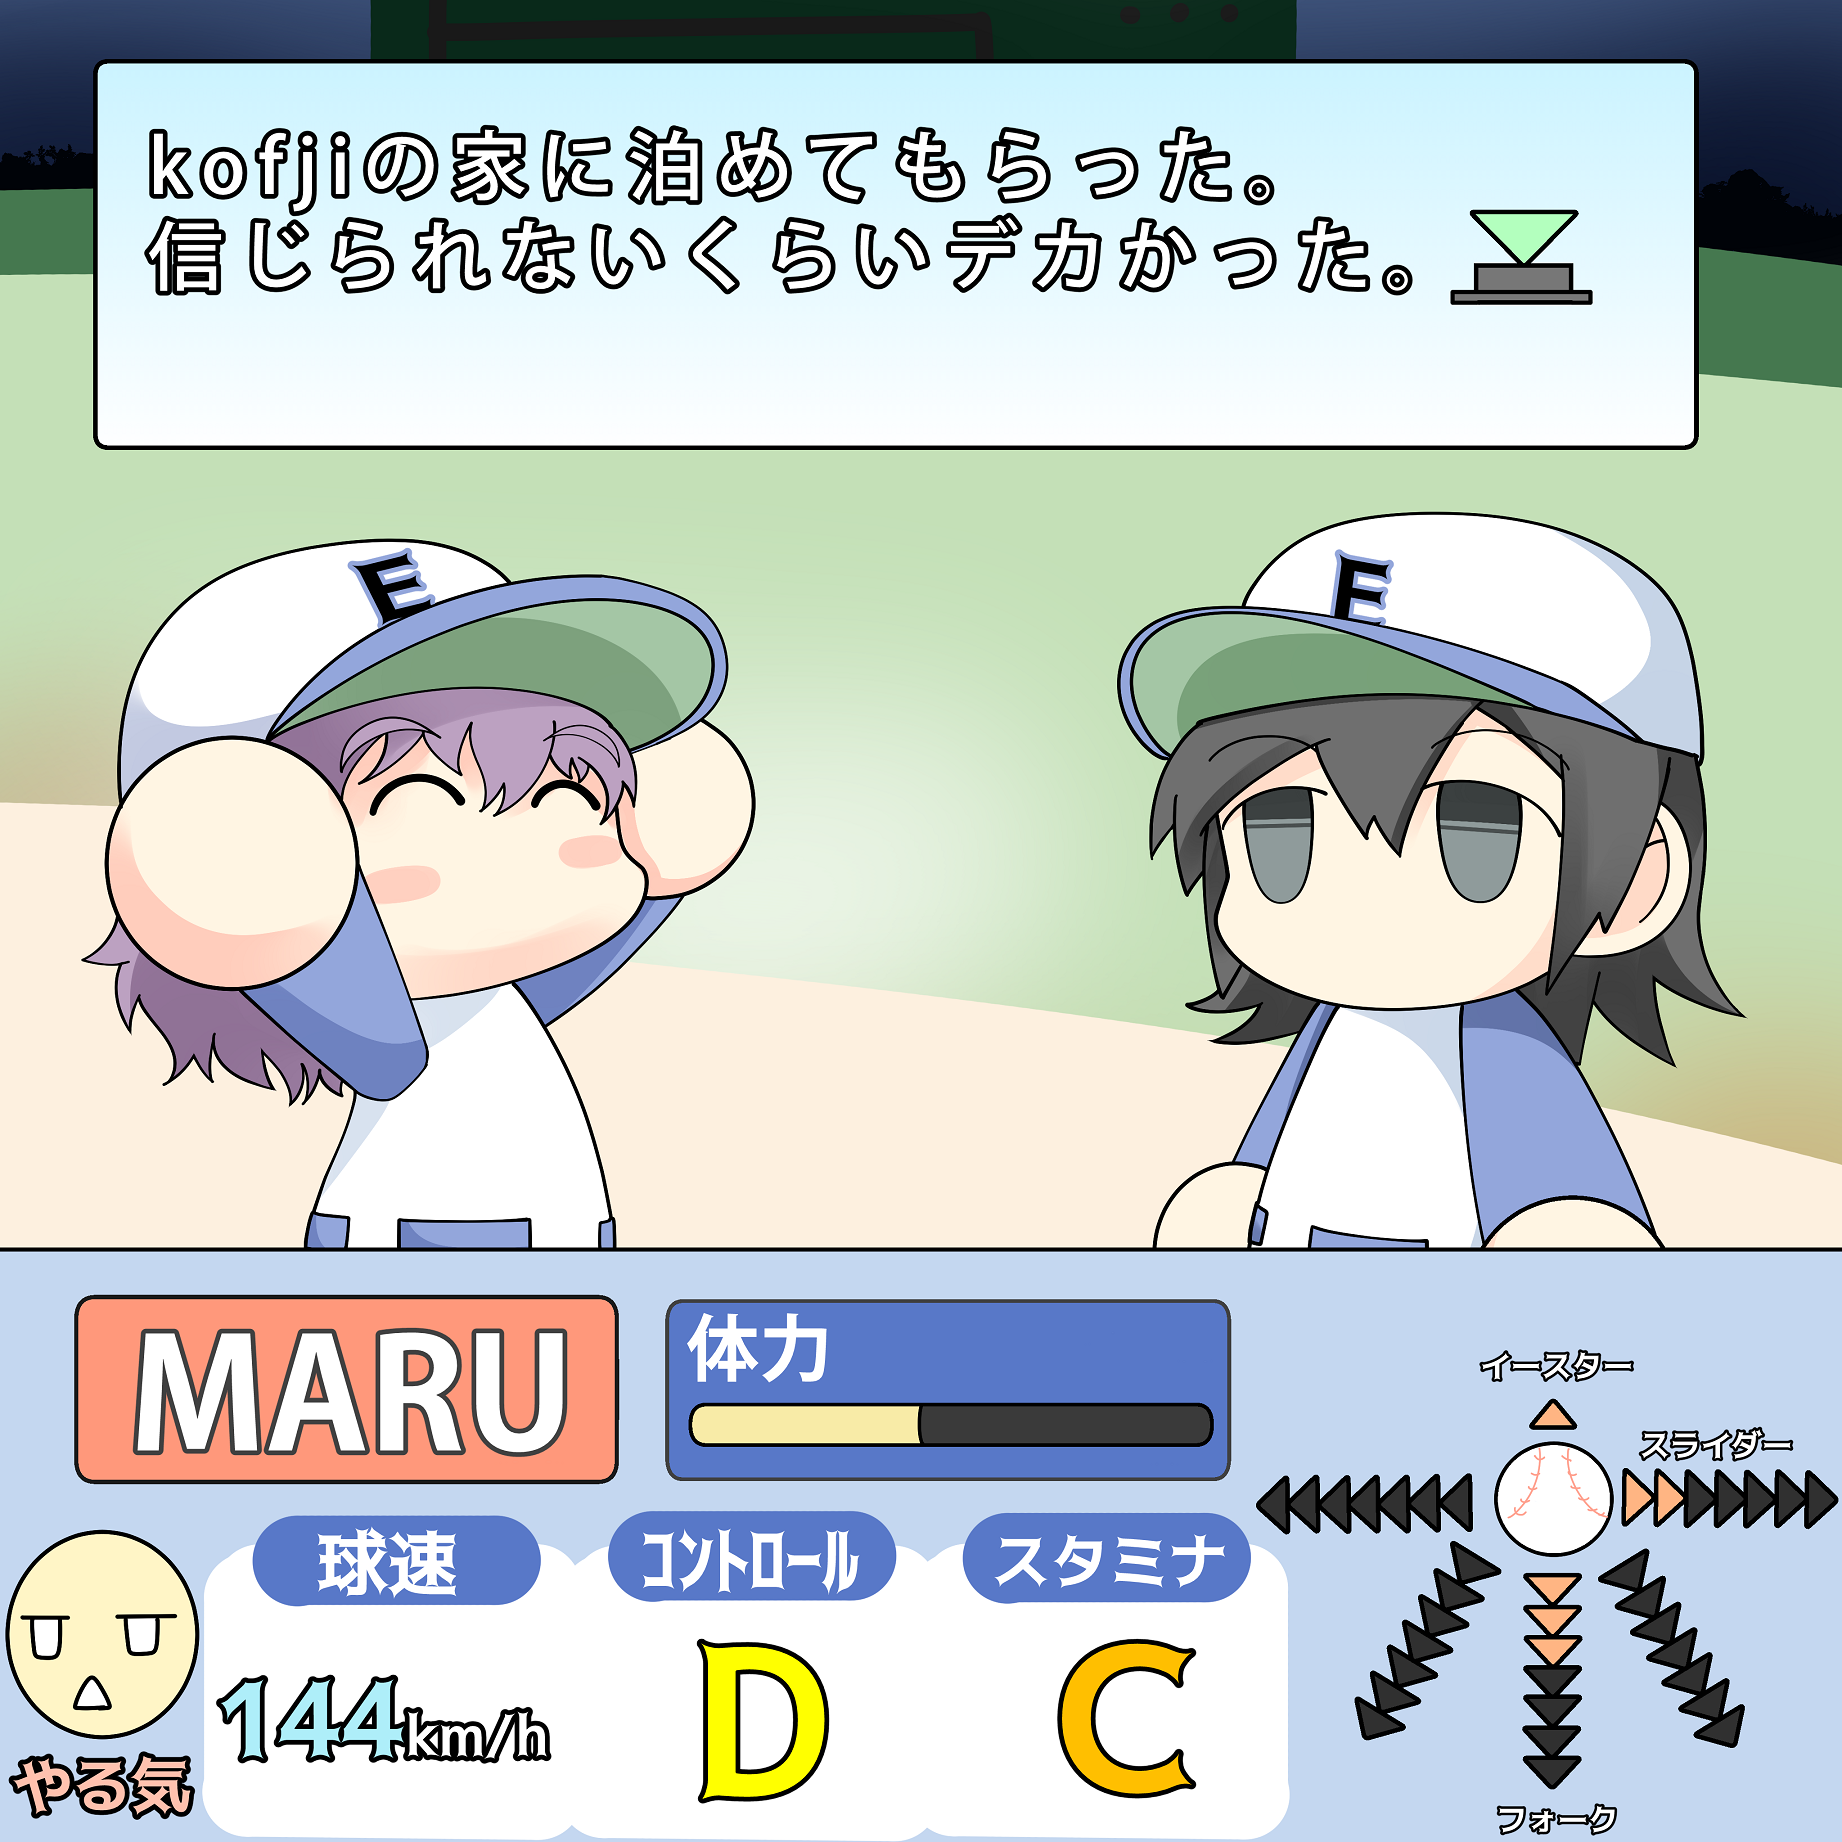 kofjiの家に泊めてもらった。
信じられないくらいデカかった。
E
E
MARU
体力
イースター
スライダー
球速
コントロール
スタミナ
144km/h
D
C
やる気
フォーク